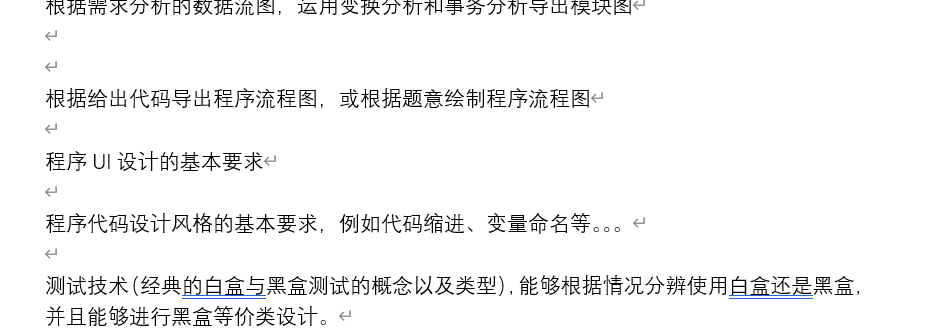 根据需求分析的数据流图，运用变换分析和事务分析导出模块图
根据给出代码导出程序流程图，或根据题意绘制程序流程图
程序 UI 设计的基本要求
程序代码设计风格的基本要求，例如代码缩进、变量命名等。。。
测试技术（经典的白盒与黑盒测试的概念以及类型），能够根据情况分辨使用白盒还是黑盒，
并且能够进行黑盒等价类设计。